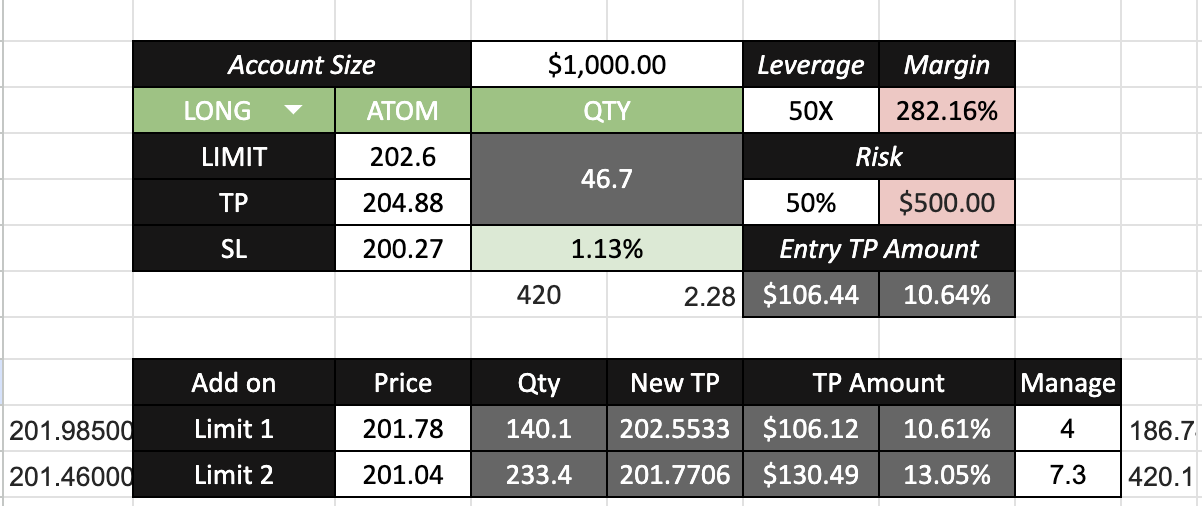 Account Size $1,000.00 Leverage Margin
LONG ATOM QTY 50X 282.16%
LIMIT 202.6 46.7 Risk
TP 204.88 50% $500.00
SL 200.27 1.13% Entry TP Amount
420 2.28 $106.44 10.64%
Add on Price Qty New TP TP Amount Manage
201.98500 Limit 1 201.78 140.1 202.5533 $106.12 10.61% 4 186.7
201.46000 Limit 2 201.04 233.4 201.7706 $130.49 13.05% 7.3 420.1